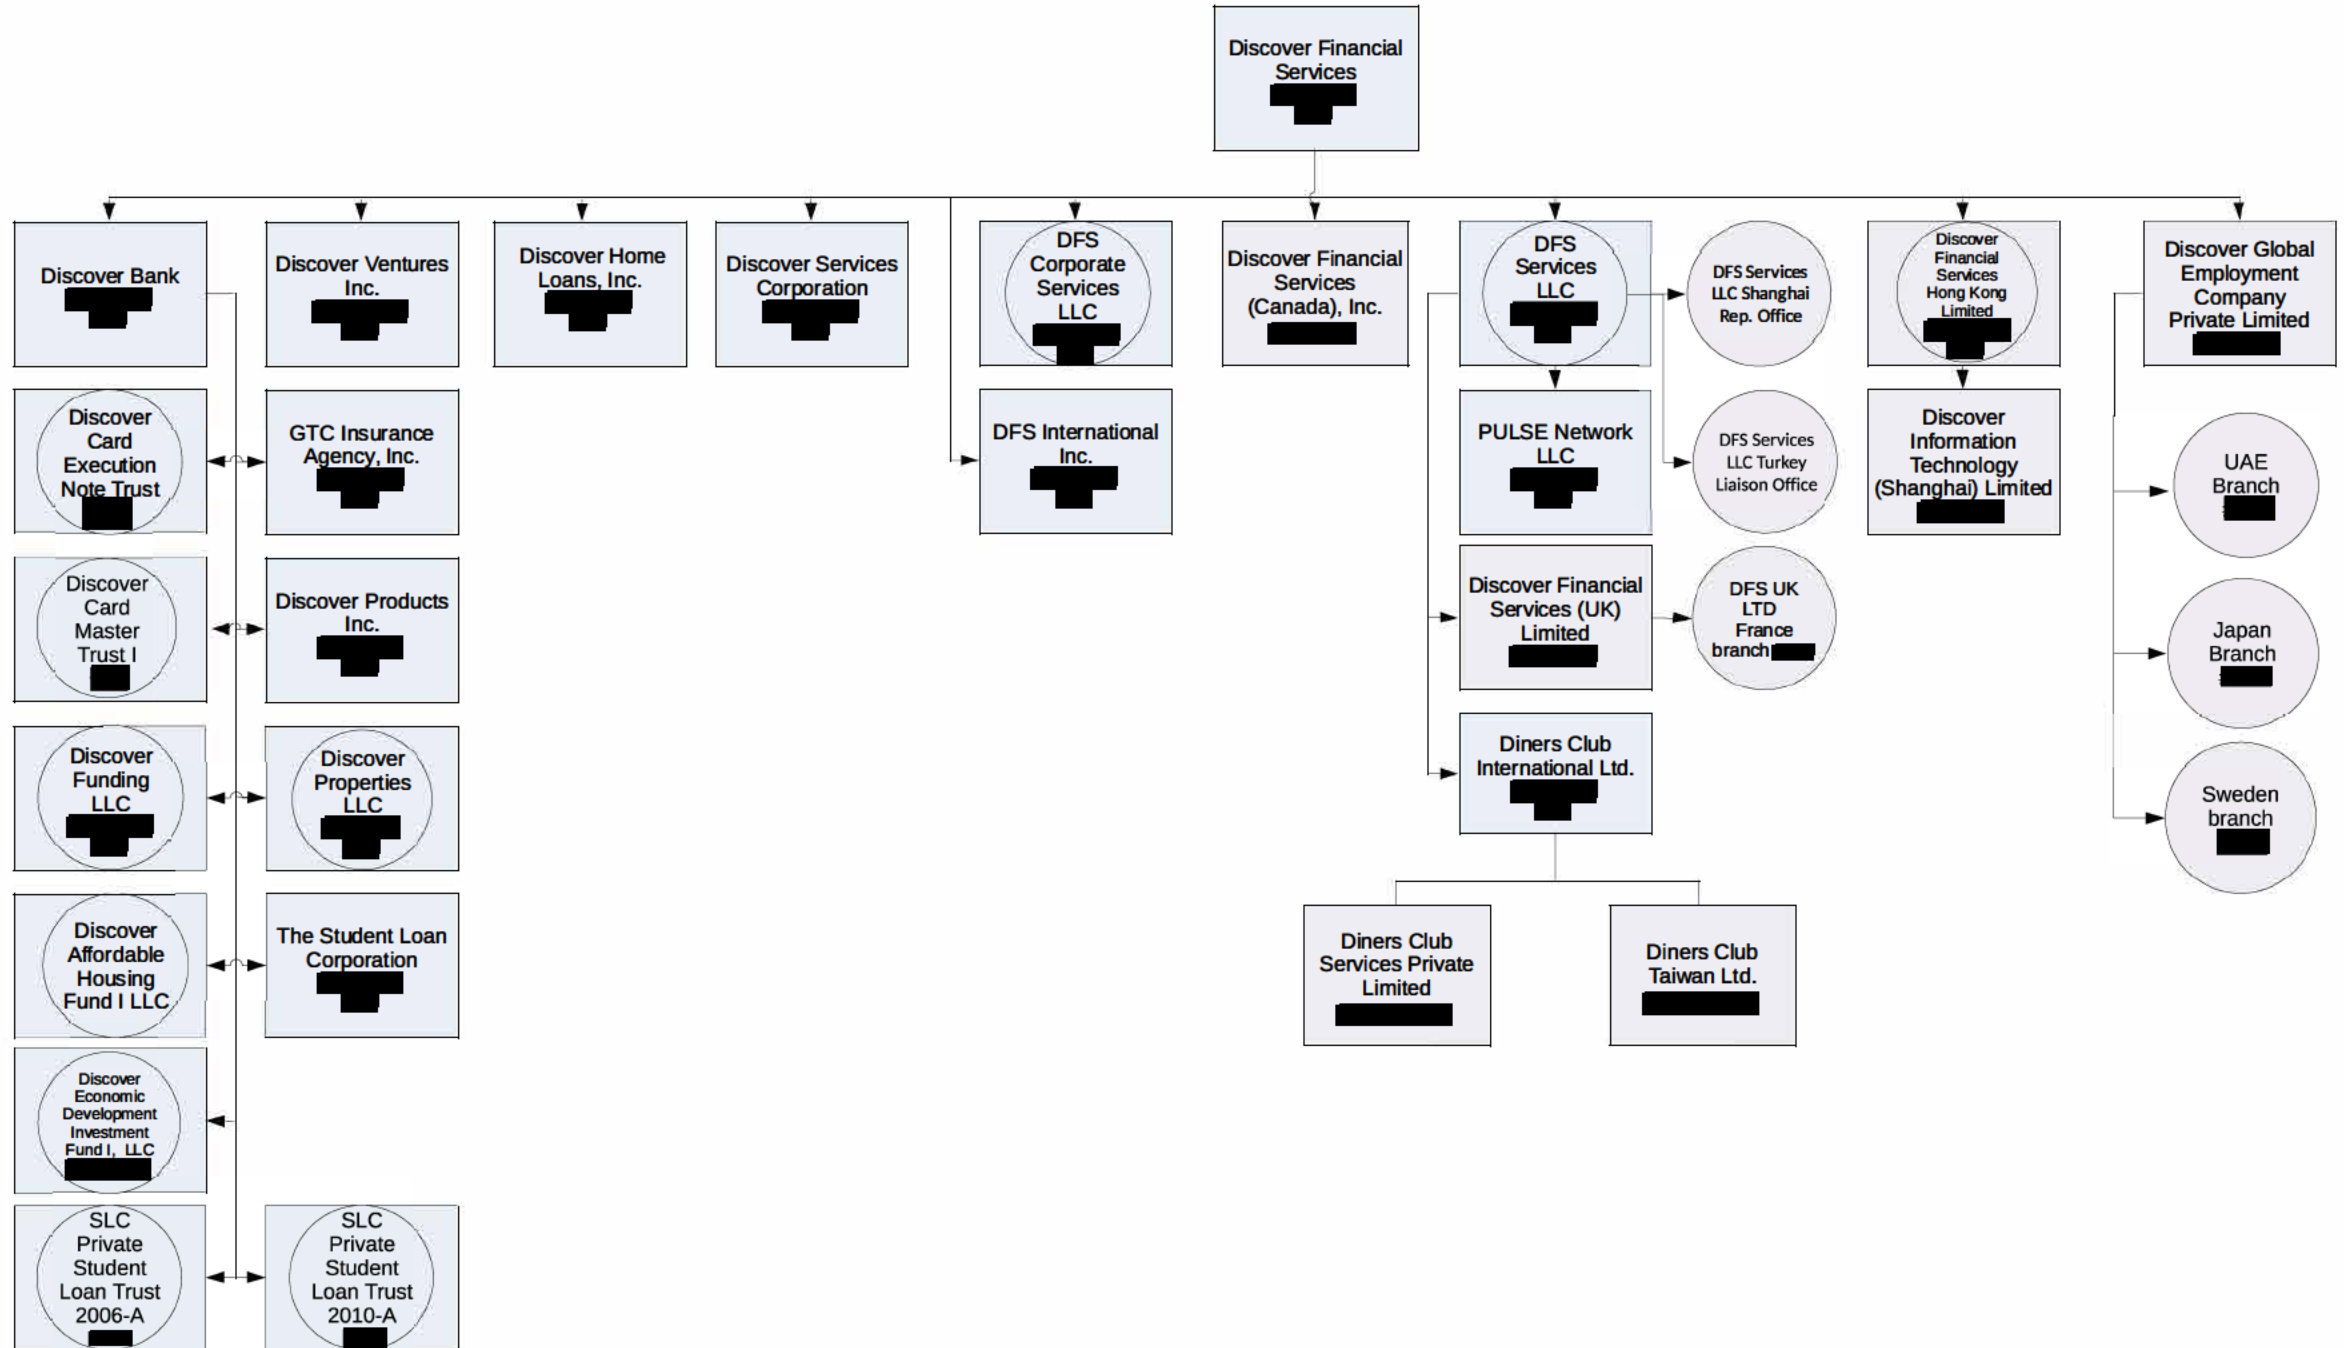 Discover Financial
Services
Discover Bank
Discover Ventures
Inc.
Discover Home
Loans, Inc.
Discover Services
Corporation
DFS
Corporate
Services
LLC
Discover Financial
Services
(Canada), Inc.
DFS
Services
LLC
DFS Services
LLC Shanghai
Rep. Office
Discover
Financial
Services
Hong Kong
Limited
Discover Global
Employment
Company
Private Limited
Discover
Card
Execution
Note Trust
GTC Insurance
Agency, Inc.
DFS International
Inc.
PULSE Network
LLC
DFS Services
LLC Turkey
Liaison Office
Discover
Information
Technology
(Shanghai) Limited
UAE
Branch
Discover
Card
Master
Trust I
Discover Products
Inc.
Discover Financial
Services (UK)
Limited
DFS UK
LTD
France
branch
Japan
Branch
Discover
Funding
LLC
Discover
Properties
LLC
Diners Club
International Ltd.
Sweden
branch
Discover
Affordable
Housing
Fund I LLC
The Student Loan
Corporation
Diners Club
Services Private
Limited
Diners Club
Taiwan Ltd.
Discover
Economic
Development
Investment
Fund I, LLC
SLC
Private
Student
Loan Trust
2006-A
SLC
Private
Student
Loan Trust
2010-A